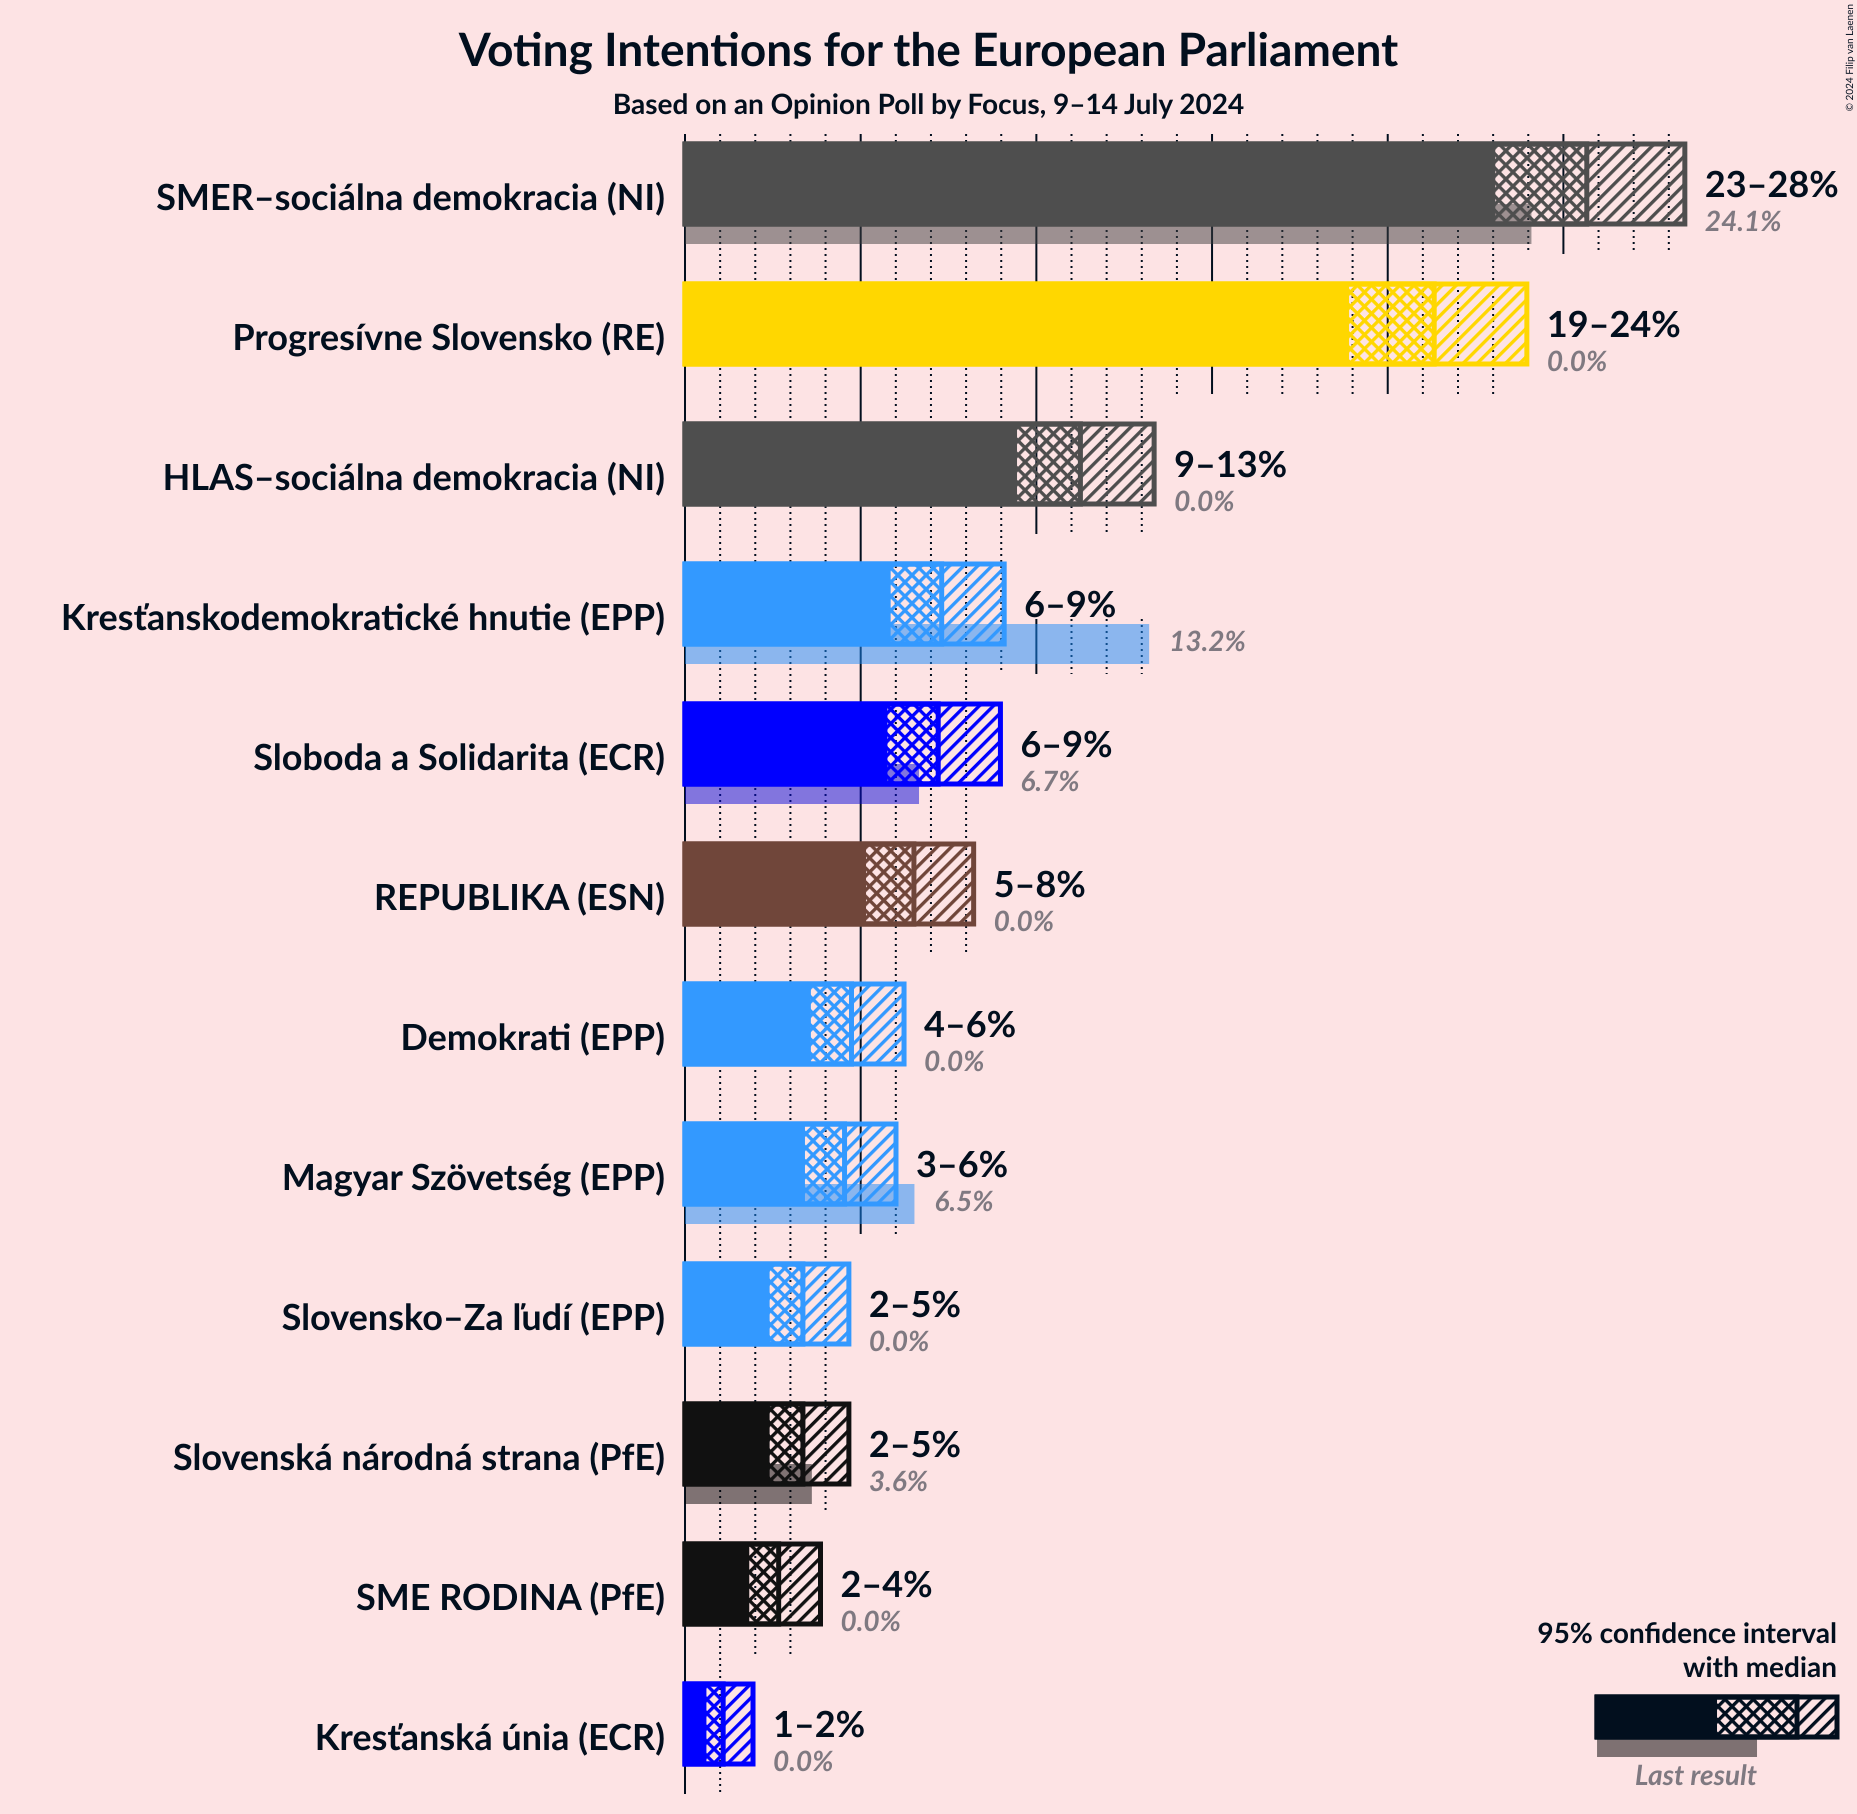 Voting Intentions for the European Parliament
Based on an Opinion Poll by Focus, 9–14 July 2024
© 2024 Filip van Laenen
SMER–sociálna demokracia (NI)
23–28%
24.1%
Progresívne Slovensko (RE)
19–24%
0.0%
HLAS–sociálna demokracia (NI)
9–13%
0.0%
Kresťanskodemokratické hnutie (EPP)
6–9%
13.2%
Sloboda a Solidarita (ECR)
6–9%
6.7%
REPUBLIKA (ESN)
5–8%
0.0%
Demokrati (EPP)
4–6%
0.0%
Magyar Szövetség (EPP)
3–6%
6.5%
Slovensko–Za ľudí (EPP)
2–5%
0.0%
Slovenská národná strana (PfE)
2–5%
3.6%
SME RODINA (PfE)
2–4%
0.0%
Kresťanská únia (ECR)
1–2%
0.0%
95% confidence interval
with median
Last result